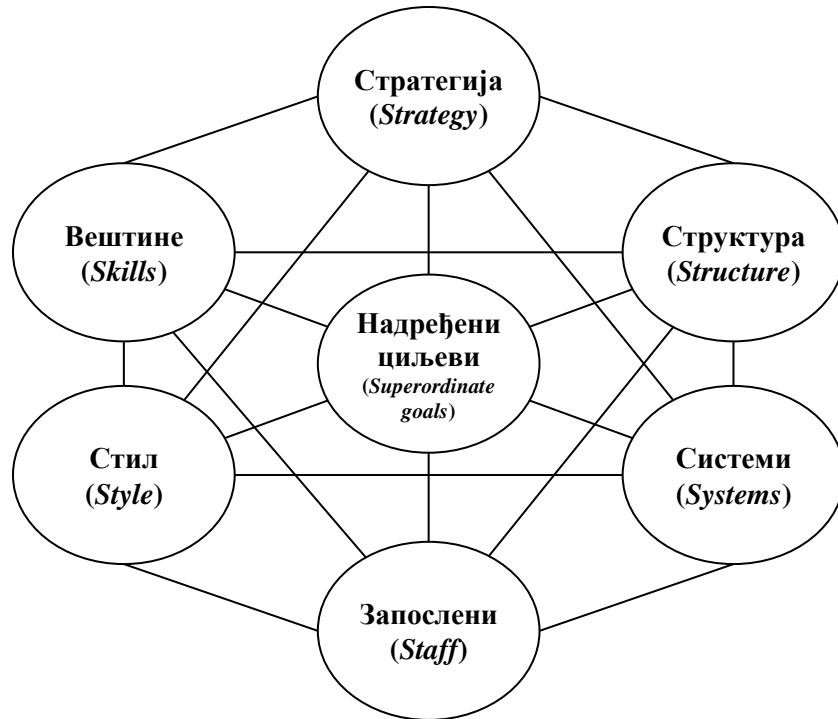 Стратегија
(Strategy)
Вештине
(Skills)
Структура
(Structure)
Надређени
циљеви
(Superordinate
goals)
Стил
(Style)
Системи
(Systems)
Запослени
(Staff)